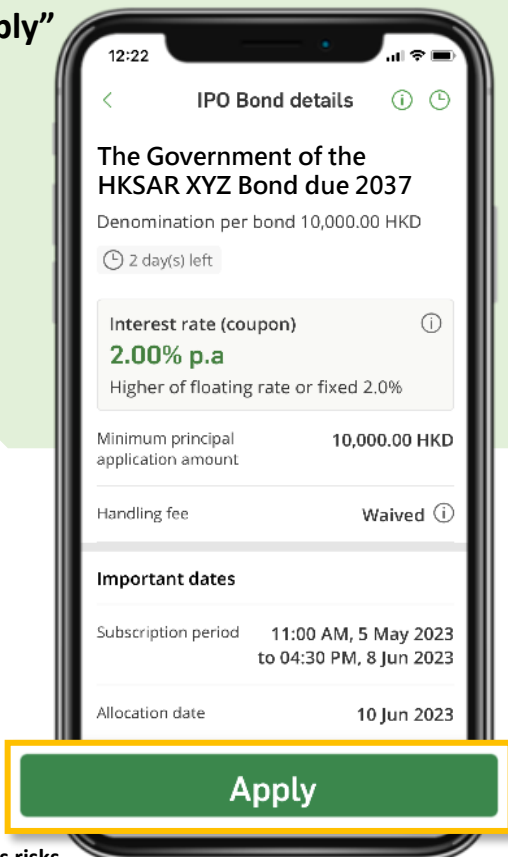 ply”
12:22
IPO Bond details
The Government of the
HKSAR XYZ Bond due 2037
Denomination per bond 10,000.00 HKD
2 day(s) left
Interest rate (coupon)
2.00% p.a
Higher of floating rate or fixed 2.0%
Minimum principal
application amount
10,000.00 HKD
Handling fee
Waived
Important dates
Subscription period
11:00 AM, 5 May 2023
to 04:30 PM, 8 Jun 2023
Allocation date
10 Jun 2023
Apply
s risks